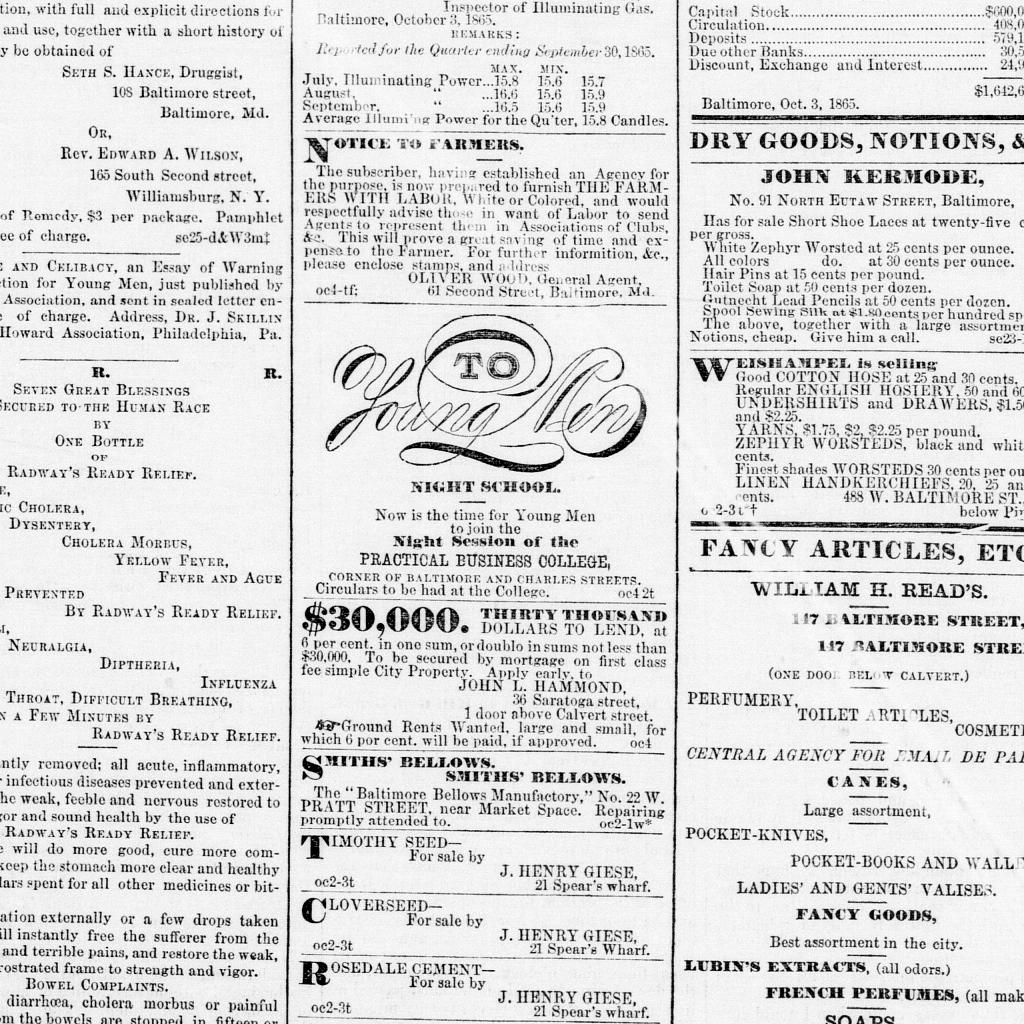 tion, with full and explicit directions for
and use, together with a short history of
y be obtained of
SETH S. HANCE, Druggist,
108 Baltimore street,
Baltimore, Md.
OR,
REV. EDWARD A. WILSON,
165 South Second street,
Williamsburg, N. Y.
of Remedy, $3 per package. Pamphlet
ee of charge. se25-d&W3m‡
E AND CELIBACY, an Essay of Warning
ction for Young Men, just published by
Association, and sent in sealed letter en-
e of charge. Address, DR. J. SKILLIN
Howard Association, Philadelphia, Pa.
R. R.
SEVEN GREAT BLESSINGS
SECURED TO THE HUMAN RACE
BY
ONE BOTTLE
OF
RADWAY'S READY RELIEF.
E,
IC CHOLERA,
DYSENTERY,
CHOLERA MORBUS,
YELLOW FEVER,
FEVER AND AGUE
PREVENTED
BY RADWAY'S READY RELIEF.
NEURALGIA,
DIPTHERIA,
INFLUENZA
THROAT, DIFFICULT BREATHING,
N A FEW MINUTES BY
RADWAY'S READY RELIEF.
ntly removed; all acute, inflammatory,
r infectious diseases prevented and exter-
he weak, feeble and nervous restored to
gor and sound health by the use of
RADWAY'S READY RELIEF.
e will do more good, cure more com-
keep the stomach more clear and healthy
lars spent for all other medicines or bit-
ation externally or a few drops taken
ill instantly free the sufferer from the
and terrible pains, and restore the weak,
rostrated frame to strength and vigor.
BOWEL COMPLAINTS.
diarrhœa, cholera morbus or painful
om the bowels are stopped in fifteen or
Inspector of Illuminating Gas.
Baltimore, October 3, 1865.
REMARKS:
Reported for the Quarter ending September 30, 1865.
MAX. MIN.
July, Illuminating Power...15.8 15.6 15.7
August, " ...16.6 15.6 15.9
September, " ...16.5 15.6 15.9
Average Illumi'ng Power for the Qu'ter, 15.8 Candles.
NOTICE TO FARMERS.
The subscriber, having established an Agency for
the purpose, is now prepared to furnish THE FARM-
ERS WITH LABOR, White or Colored, and would
respectfully advise those in want of Labor to send
Agents to represent them in Associations of Clubs,
&c. This will prove a great saving of time and ex-
pense to the Farmer. For further informition, &c.,
please enclose stamps, and address
OLIVER WOOD, General Agent,
oc4-tf; 61 Second Street, Baltimore, Md.
TO
Young Men
NIGHT SCHOOL.
Now is the time for Young Men
to join the
Night Session of the
PRACTICAL BUSINESS COLLEGE,
CORNER OF BALTIMORE AND CHARLES STREETS.
Circulars to be had at the College. oc4 2t
$30,000. THIRTY THOUSAND
DOLLARS TO LEND, at
6 per cent. in one sum, or doublo in sums not less than
$30,000. To be secured by mortgage on first class
fee simple City Property. Apply early, to
JOHN L. HAMMOND,
36 Saratoga street,
1 door above Calvert street.
☞Ground Rents Wanted, large and small, for
which 6 por cent. will be paid, if approved. oc4
SMITHS' BELLOWS.
SMITHS' BELLOWS.
The "Baltimore Bellows Manufactory," No. 22 W.
PRATT STREET, near Market Space. Repairing
promptly attended to. oc2-1w*
TIMOTHY SEED—
For sale by
J. HENRY GIESE,
oc2-3t 21 Spear's wharf.
CLOVERSEED—
For sale by
J. HENRY GIESE,
oc2-3t 21 Spear's Wharf.
ROSEDALE CEMENT—
For sale by
J. HENRY GIESE,
oc2-3t 21 Spear's wharf.
Capital Stock..............................$600,0
Circulation.................................. 408,0
Deposits .................................... 579,1
Due other Banks............................ 30,5
Discount, Exchange and Interest............. 24,9
$1,642,6
Baltimore, Oct. 3, 1865.
DRY GOODS, NOTIONS, &
JOHN KERMODE,
No. 91 NORTH EUTAW STREET, Baltimore,
Has for sale Short Shoe Laces at twenty-five c
per gross.
White Zephyr Worsted at 25 cents per ounce.
All colors do. at 30 cents per ounce.
Hair Pins at 15 cents per pound.
Toilet Soap at 50 cents per dozen.
Gutnecht Lead Pencils at 50 cents per dozen.
Spool Sewing Silk at $1.80 cents per hundred sp
The above, together with a large assortmen
Notions, cheap. Give him a call. se23-
WEISHAMPEL is selling
Good COTTON HOSE at 25 and 30 cents.
Regular ENGLISH HOSIERY, 50 and 60
UNDERSHIRTS and DRAWERS, $1.50
and $2.25.
YARNS, $1.75, $2, $2.25 per pound.
ZEPHYR WORSTEDS, black and whit
cents.
Finest shades WORSTEDS 30 cents per ou
LINEN HANDKERCHIEFS, 20, 25 an
cents. 488 W. BALTIMORE ST.
o 2-3t*† below Pi
FANCY ARTICLES, ETC
WILLIAM H. READ'S.
147 BALTIMORE STREET,
147 BALTIMORE STRE
(ONE DOOR BELOW CALVERT.)
PERFUMERY,
TOILET ARTICLES,
COSMETI
CENTRAL AGENCY FOR EMAIL DE PA
CANES,
Large assortment,
POCKET-KNIVES,
POCKET-BOOKS AND WALL
LADIES' AND GENTS' VALISES.
FANCY GOODS,
Best assortment in the city.
LUBIN'S EXTRACTS, (all odors.)
FRENCH PERFUMES, (all mak
SOAPS